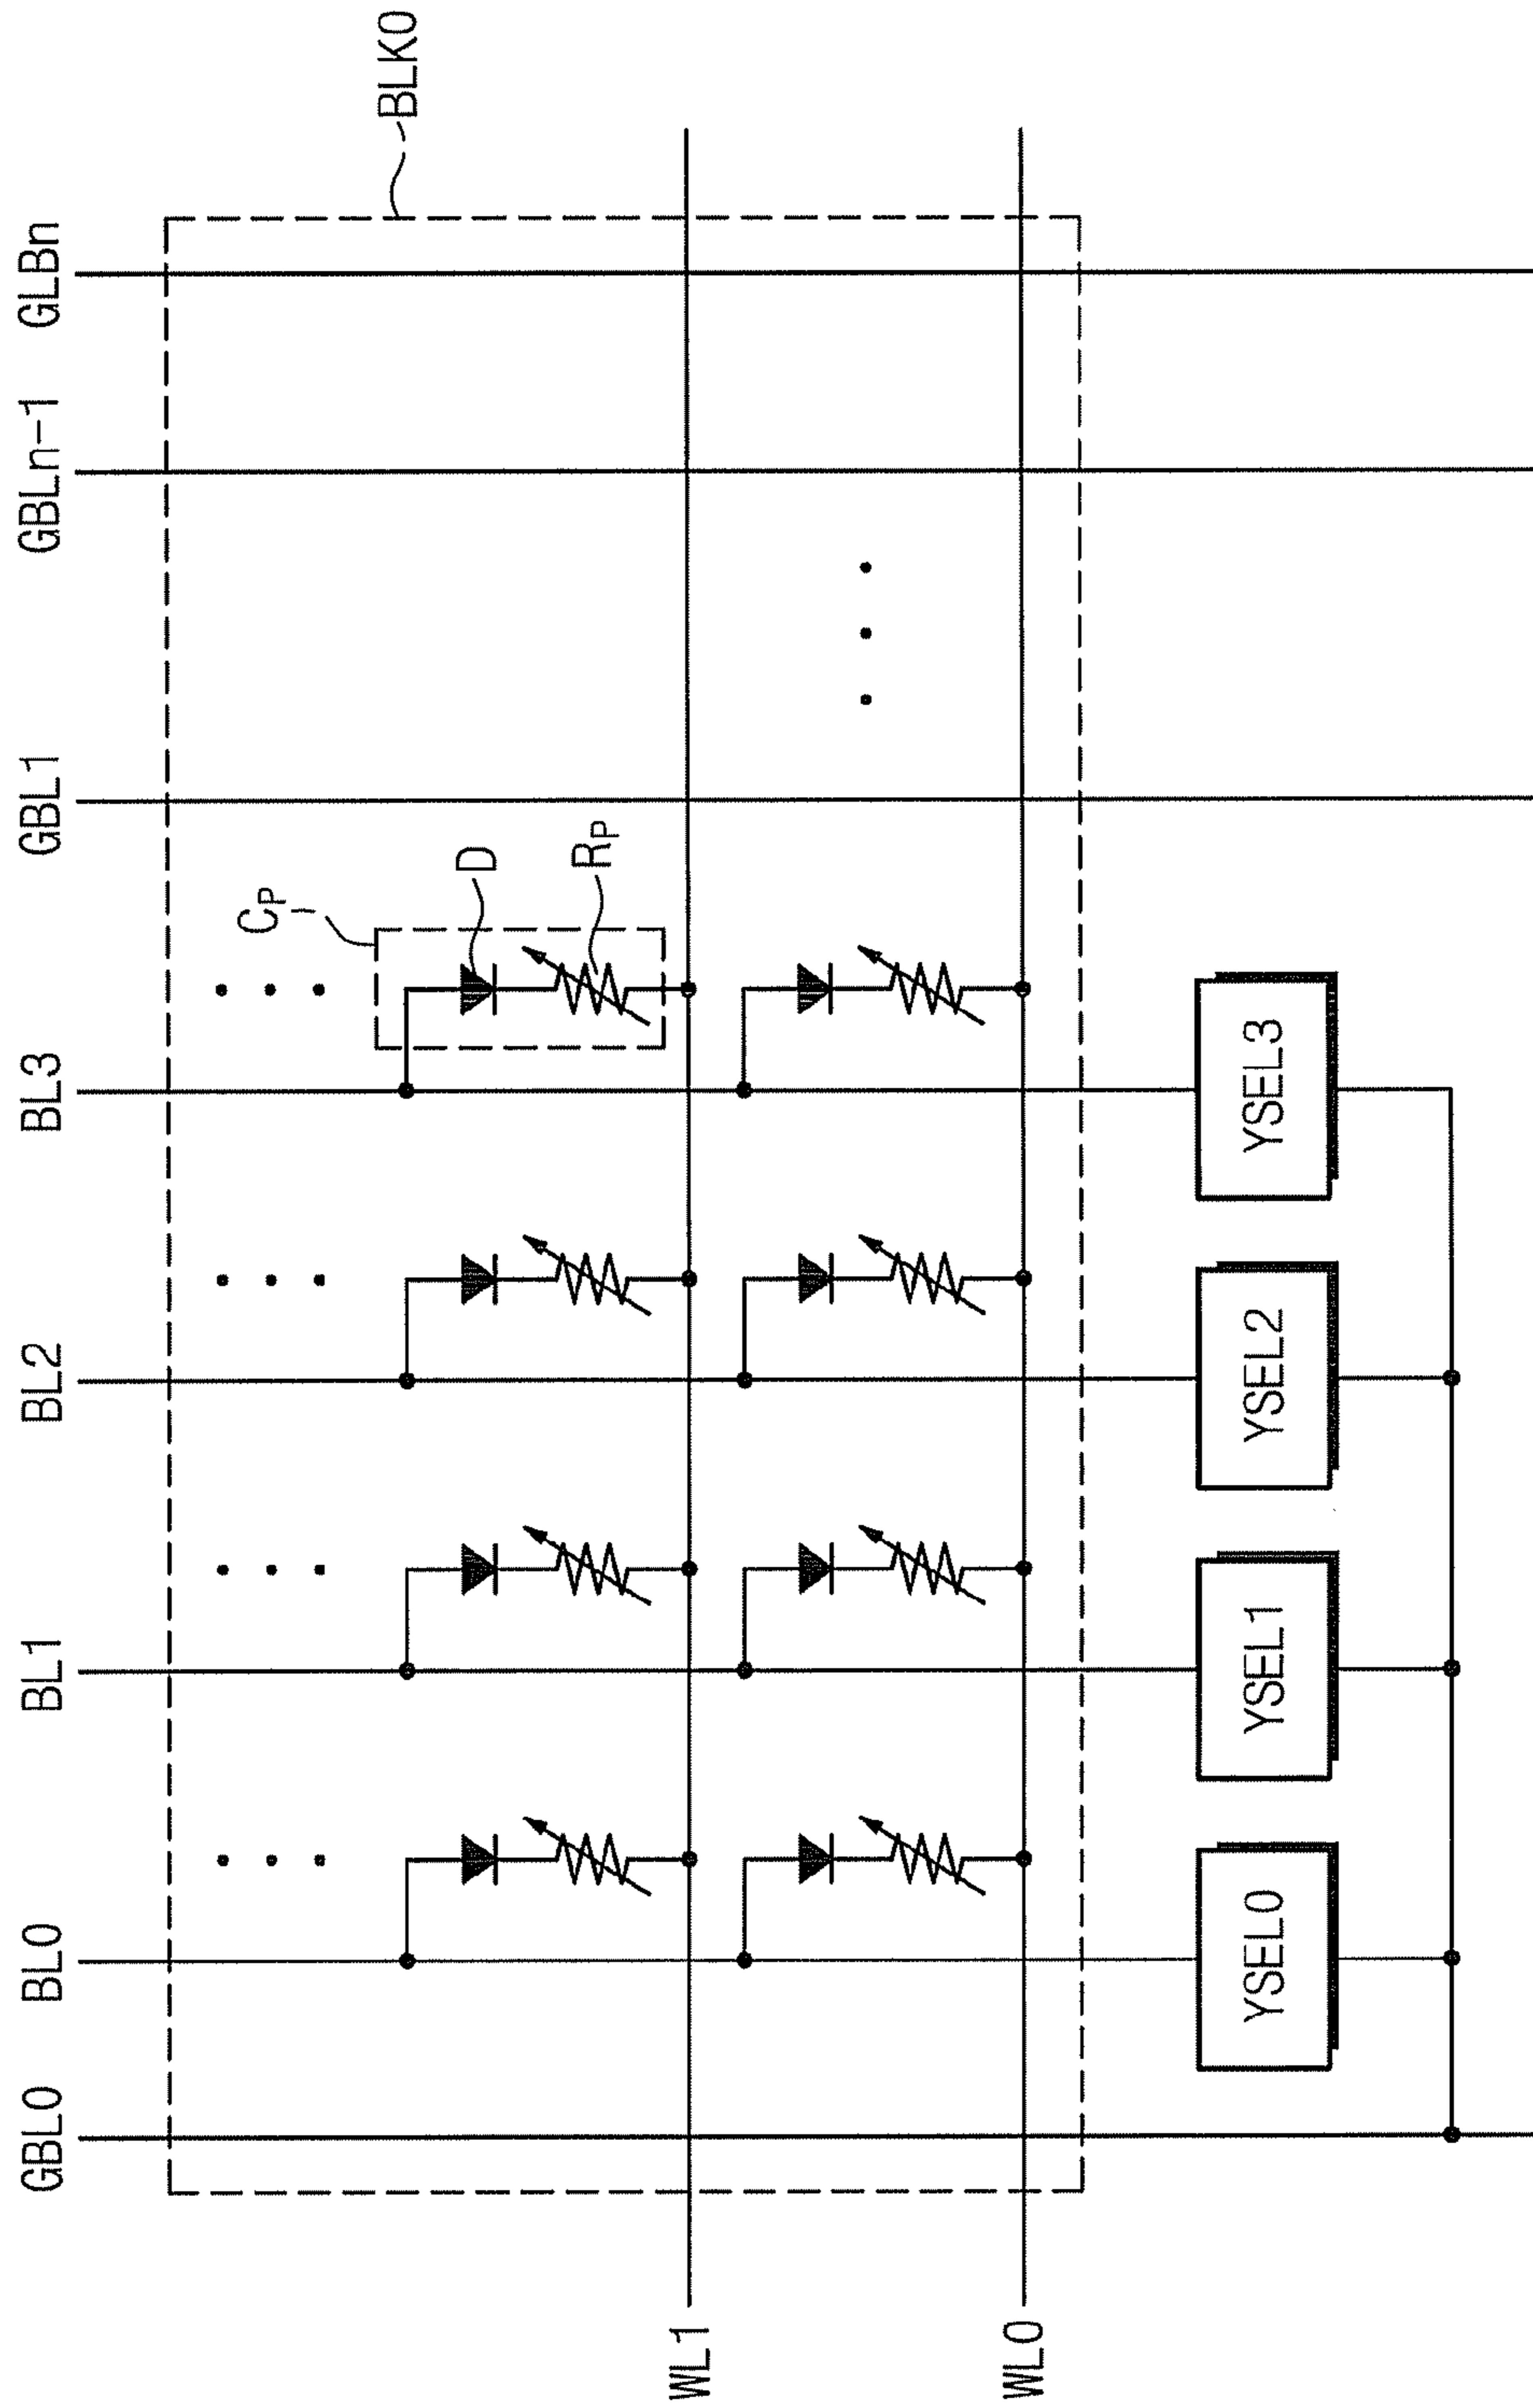 GBL0
BL0
BL1
BL2
BL3
GBL1
GBLn-1
GLBn
BLK0
CP
D
RP
WL1
WL0
YSEL0
YSEL1
YSEL2
YSEL3